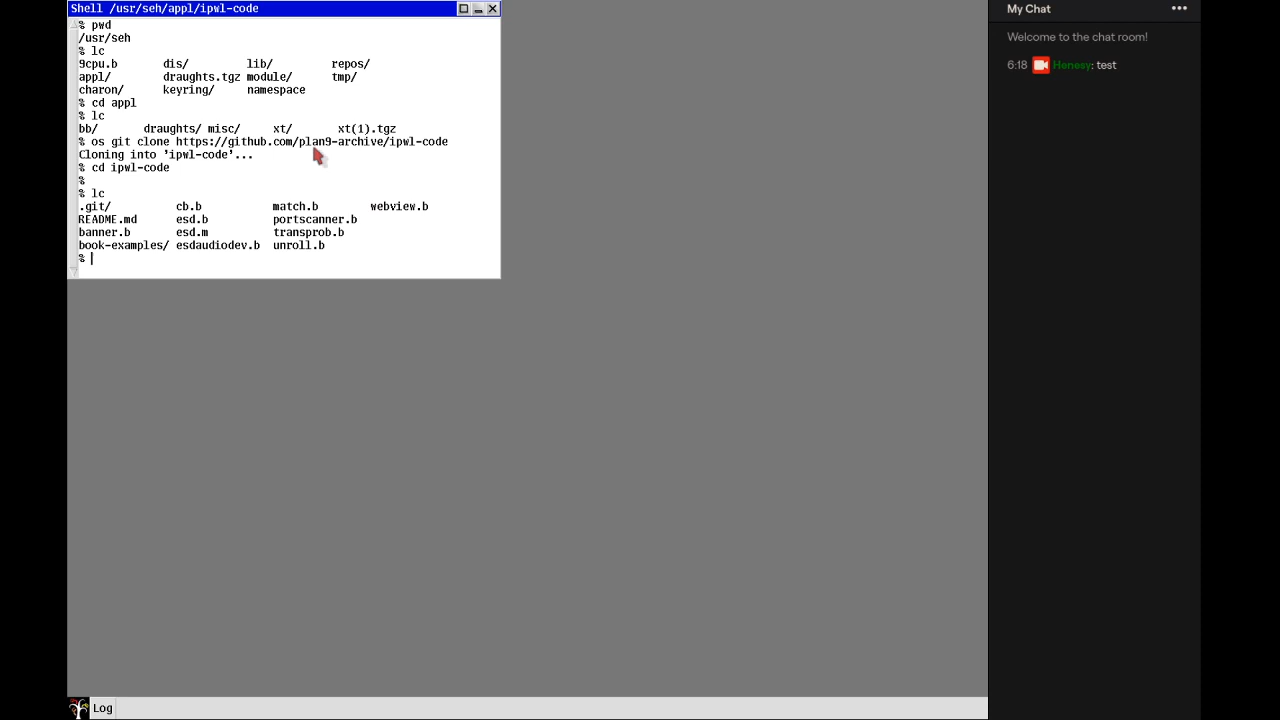 Shell /usr/seh/appl/ipwl-code
% pwd
/usr/seh
% lc
9cpu.b dis/ lib/ repos/
appl/ draughts.tgz module/ tmp/
charon/ keyring/ namespace
% cd appl
% lc
bb/ draughts/ misc/ xt/ xt(1).tgz
% os git clone https://github.com/plan9-archive/ipwl-code
Cloning into 'ipwl-code'...
% cd ipwl-code
%
% lc
.git/ cb.b match.b webview.b
README.md esd.b portscanner.b
banner.b esd.m transprob.b
book-examples/ esdaudiodev.b unroll.b
%
Log
My Chat
Welcome to the chat room!
6:18 Henesy: test